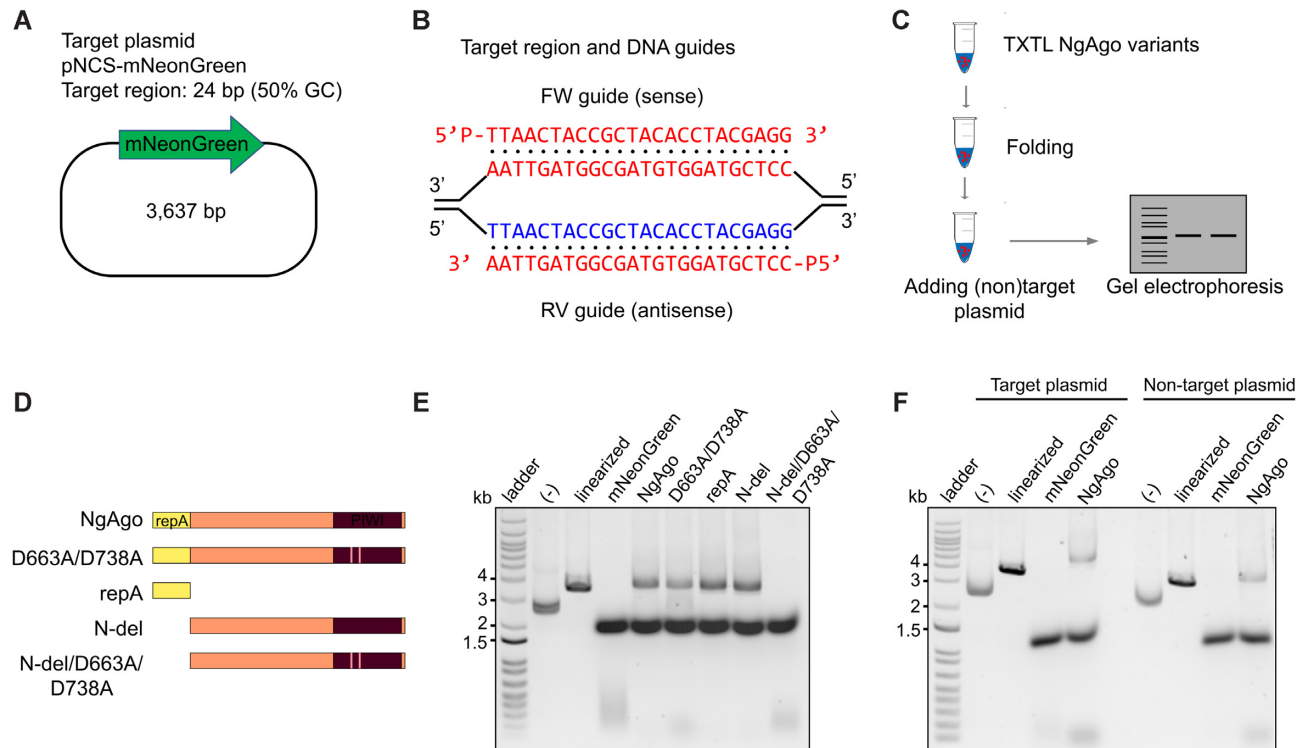 A
Target plasmid
pNCS-mNeonGreen
Target region: 24 bp (50% GC)
mNeonGreen
3,637 bp
B
Target region and DNA guides
FW guide (sense)
5’P-TTAACTACCGCTACACCTACGAGG 3’
AATTGATGGCGATGTGGATGCTCC
3’ 5’
5’ 3’
TTAACTACCGCTACACCTACGAGG
3’ AATTGATGGCGATGTGGATGCTCC-P5’
RV guide (antisense)
C
TXTL NgAgo variants
Folding
Adding (non)target
plasmid
Gel electrophoresis
D
NgAgo repA PIWI
D663A/D738A
repA
N-del
N-del/D663A/
D738A
E
kb
ladder
(-)
linearized
mNeonGreen
NgAgo
D663A/D738A
repA
N-del
N-del/D663A/
D738A
4
3
2
1.5
F
Target plasmid Non-target plasmid
kb
ladder
(-)
linearized
mNeonGreen
NgAgo
(-)
linearized
mNeonGreen
NgAgo
4
3
2
1.5